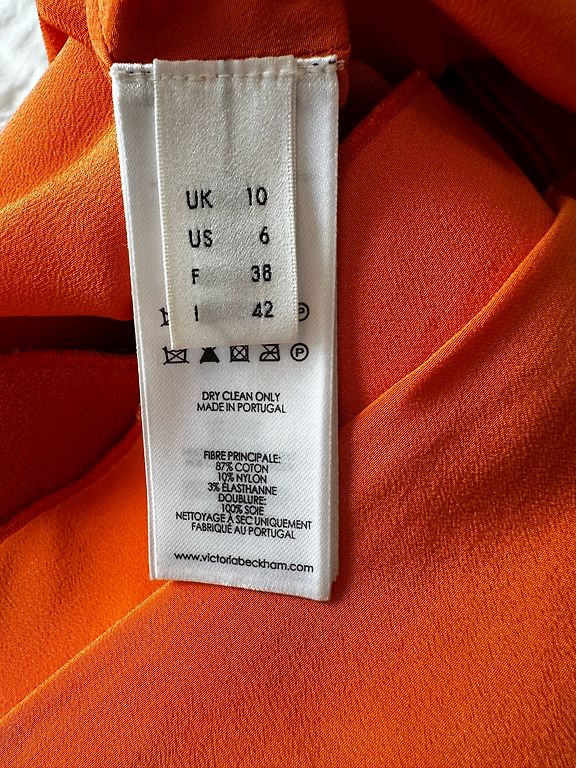 UK 10
US 6
F 38
I 42
P
P
DRY CLEAN ONLY
MADE IN PORTUGAL
FIBRE PRINCIPALE:
87% COTON
10% NYLON
3% ÉLASTHANNE
DOUBLURE:
100% SOIE
NETTOYAGE À SEC UNIQUEMENT
FABRIQUÉ AU PORTUGAL
www.victoriabeckham.com